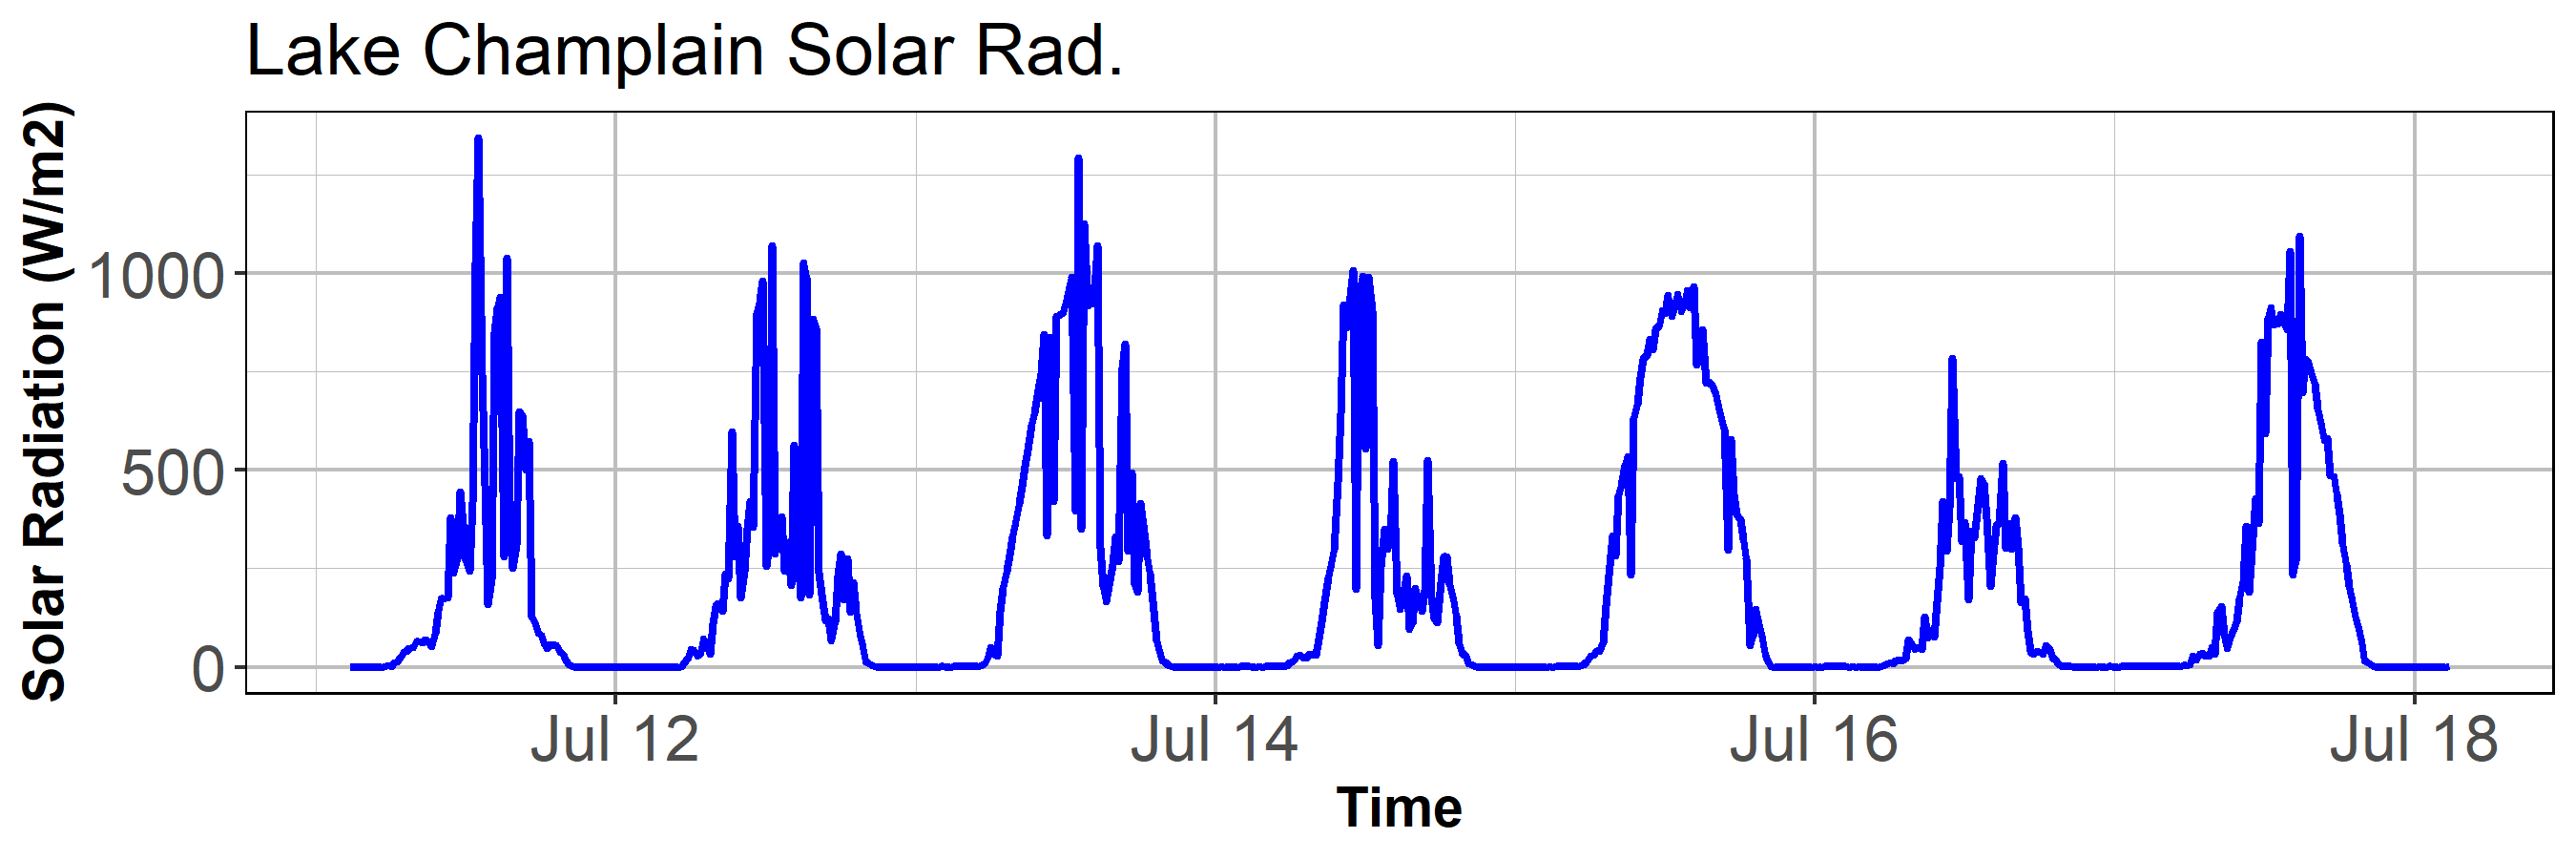 Lake Champlain Solar Rad.
Solar Radiation (W/m2)
1000
500
0
Jul 12 Jul 14 Jul 16 Jul 18
Time